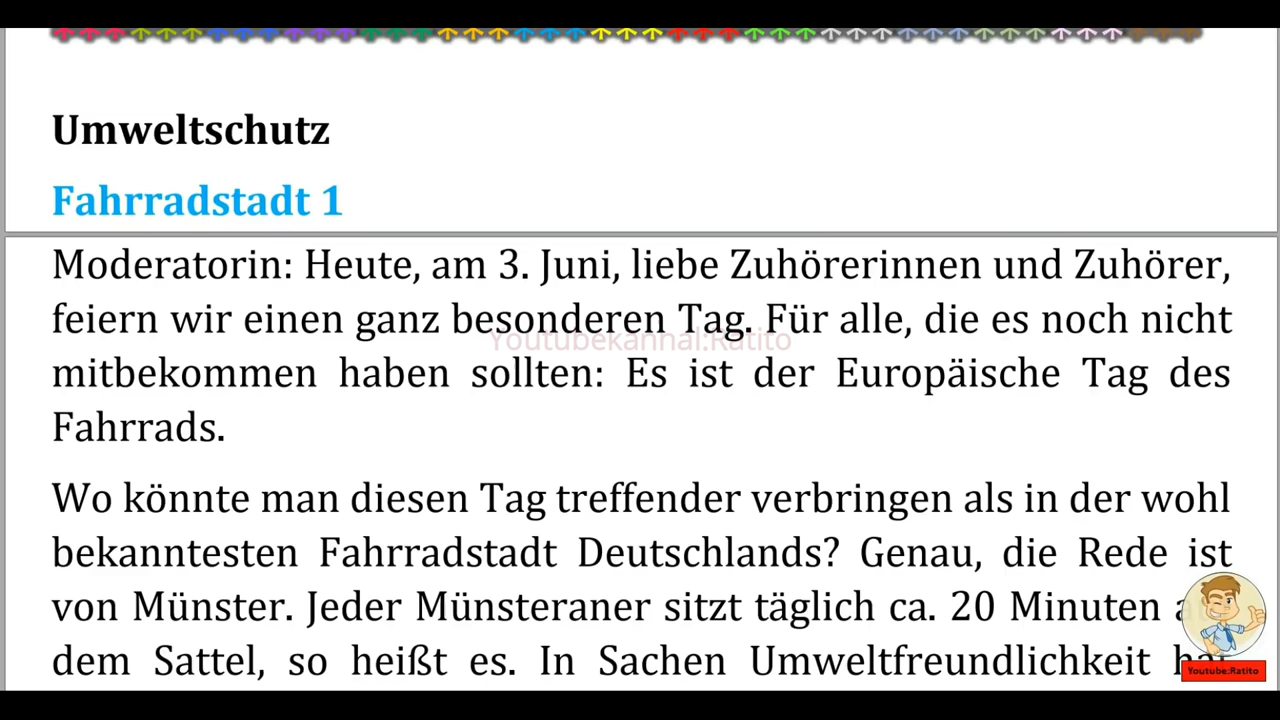 Umweltschutz
Fahrradstadt 1
Moderatorin: Heute, am 3. Juni, liebe Zuhörerinnen und Zuhörer,
feiern wir einen ganz besonderen Tag. Für alle, die es noch nicht
Youtubekannal:Ratito
mitbekommen haben sollten: Es ist der Europäische Tag des
Fahrrads.
Wo könnte man diesen Tag treffender verbringen als in der wohl
bekanntesten Fahrradstadt Deutschlands? Genau, die Rede ist
von Münster. Jeder Münsteraner sitzt täglich ca. 20 Minuten
dem Sattel, so heißt es. In Sachen Umweltfreundlichkeit
Youtube:Ratito